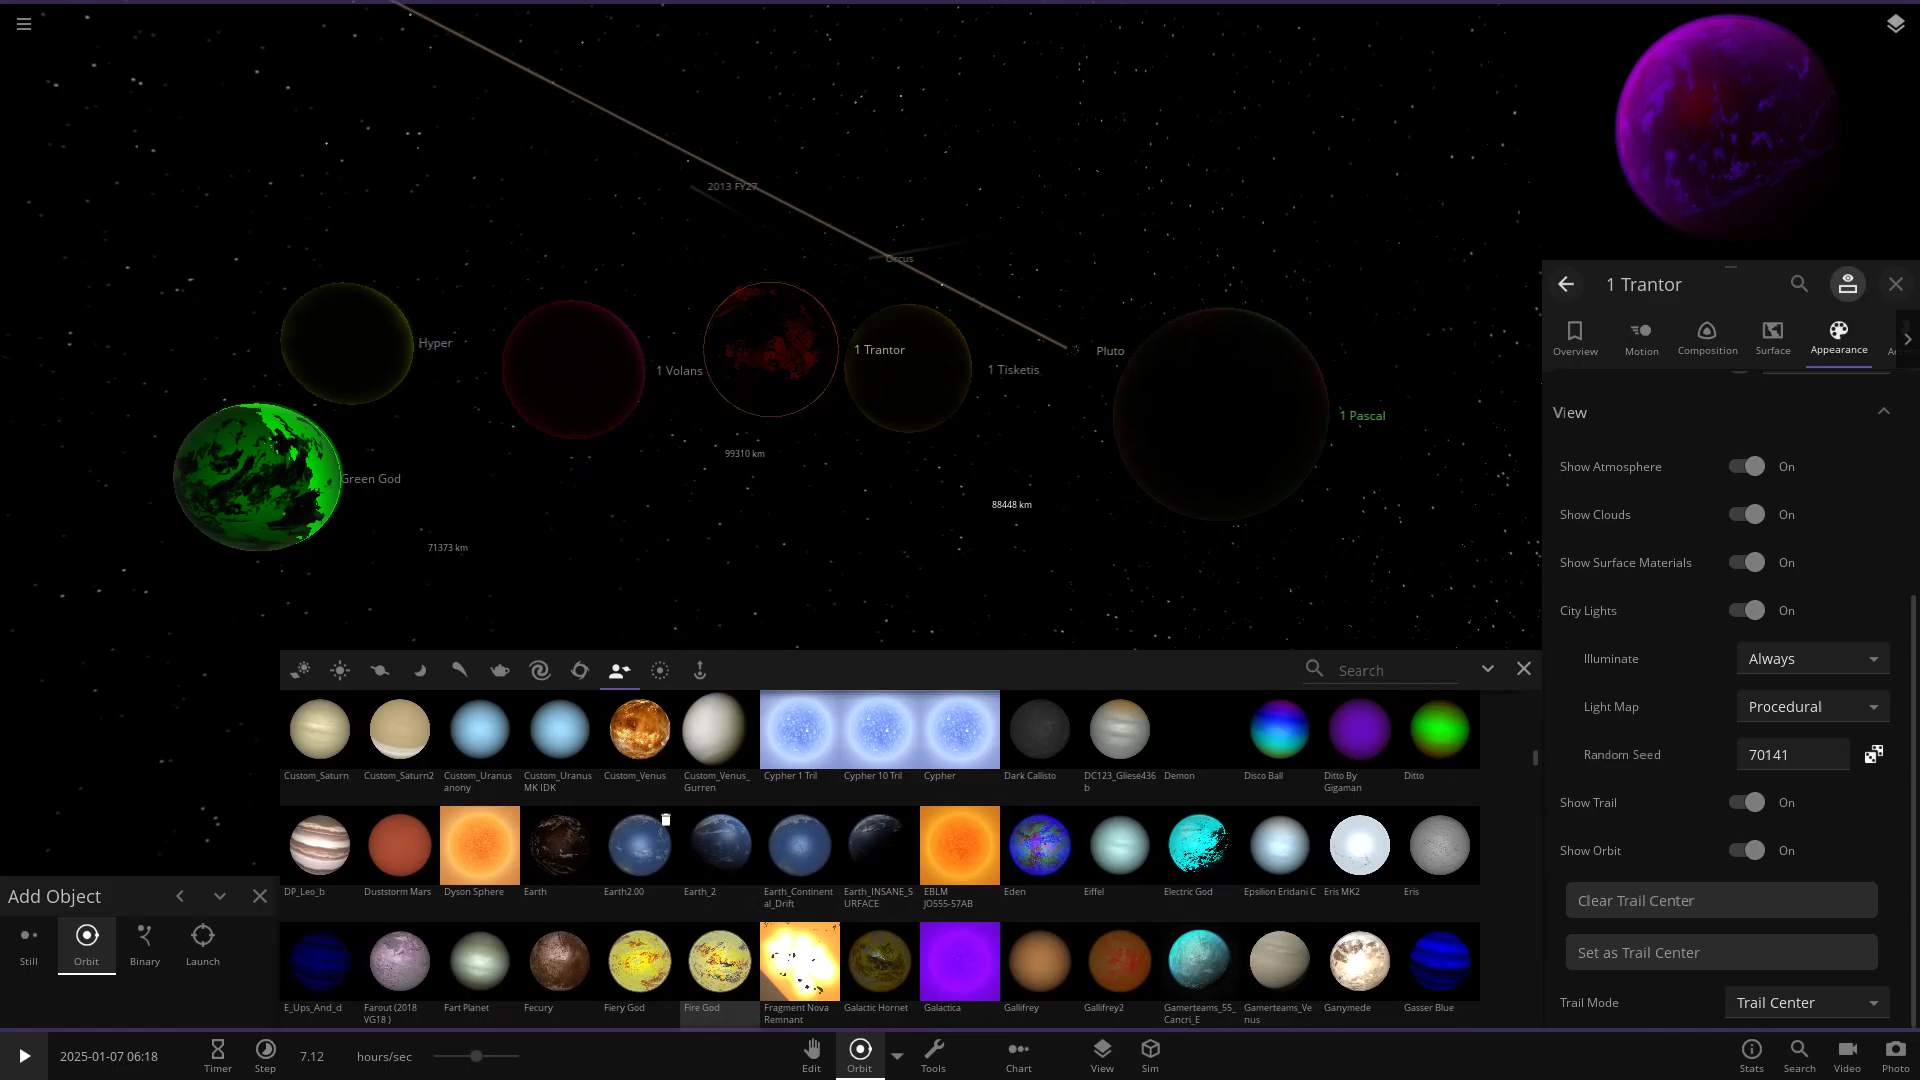 2013 FY27
Orcus
Hyper
1 Volans
1 Trantor
1 Tisketis
Pluto
1 Pascal
Green God
99310 km
88448 km
71373 km
1 Trantor
Overview
Motion
Composition
Surface
Appearance
View
Show Atmosphere On
Show Clouds On
Show Surface Materials On
City Lights On
Illuminate Always
Light Map Procedural
Random Seed 70141
Show Trail On
Show Orbit On
Clear Trail Center
Set as Trail Center
Trail Mode Trail Center
Search
Custom_Saturn
Custom_Saturn2
Custom_Uranus
anony
Custom_Uranus
MK IDK
Custom_Venus
Custom_Venus_
Gurren
Cypher 1 Tril
Cypher 10 Tril
Cypher
Dark Callisto
DC123_Gliese436
b
Demon
Disco Ball
Ditto By
Gigaman
Ditto
DP_Leo_b
Duststorm Mars
Dyson Sphere
Earth
Earth2.00
Earth_2
Earth_Continent
al_Drift
Earth_INSANE_S
URFACE
EBLM
JO555-57AB
Eden
Eiffel
Electric God
Epsilion Eridani C
Eris MK2
Eris
E_Ups_And_d
Farout (2018
VG18 )
Fart Planet
Fecury
Fiery God
Fire God
Fragment Nova
Remnant
Galactic Hornet
Galactica
Gallifrey
Gallifrey2
Gamerteams_55_
Cancri_E
Gamerteams_Ve
nus
Ganymede
Gasser Blue
Add Object
Still
Orbit
Binary
Launch
2025-01-07 06:18
Timer
Step
7.12 hours/sec
Edit
Orbit
Tools
Chart
View
Sim
Stats
Search
Video
Photo